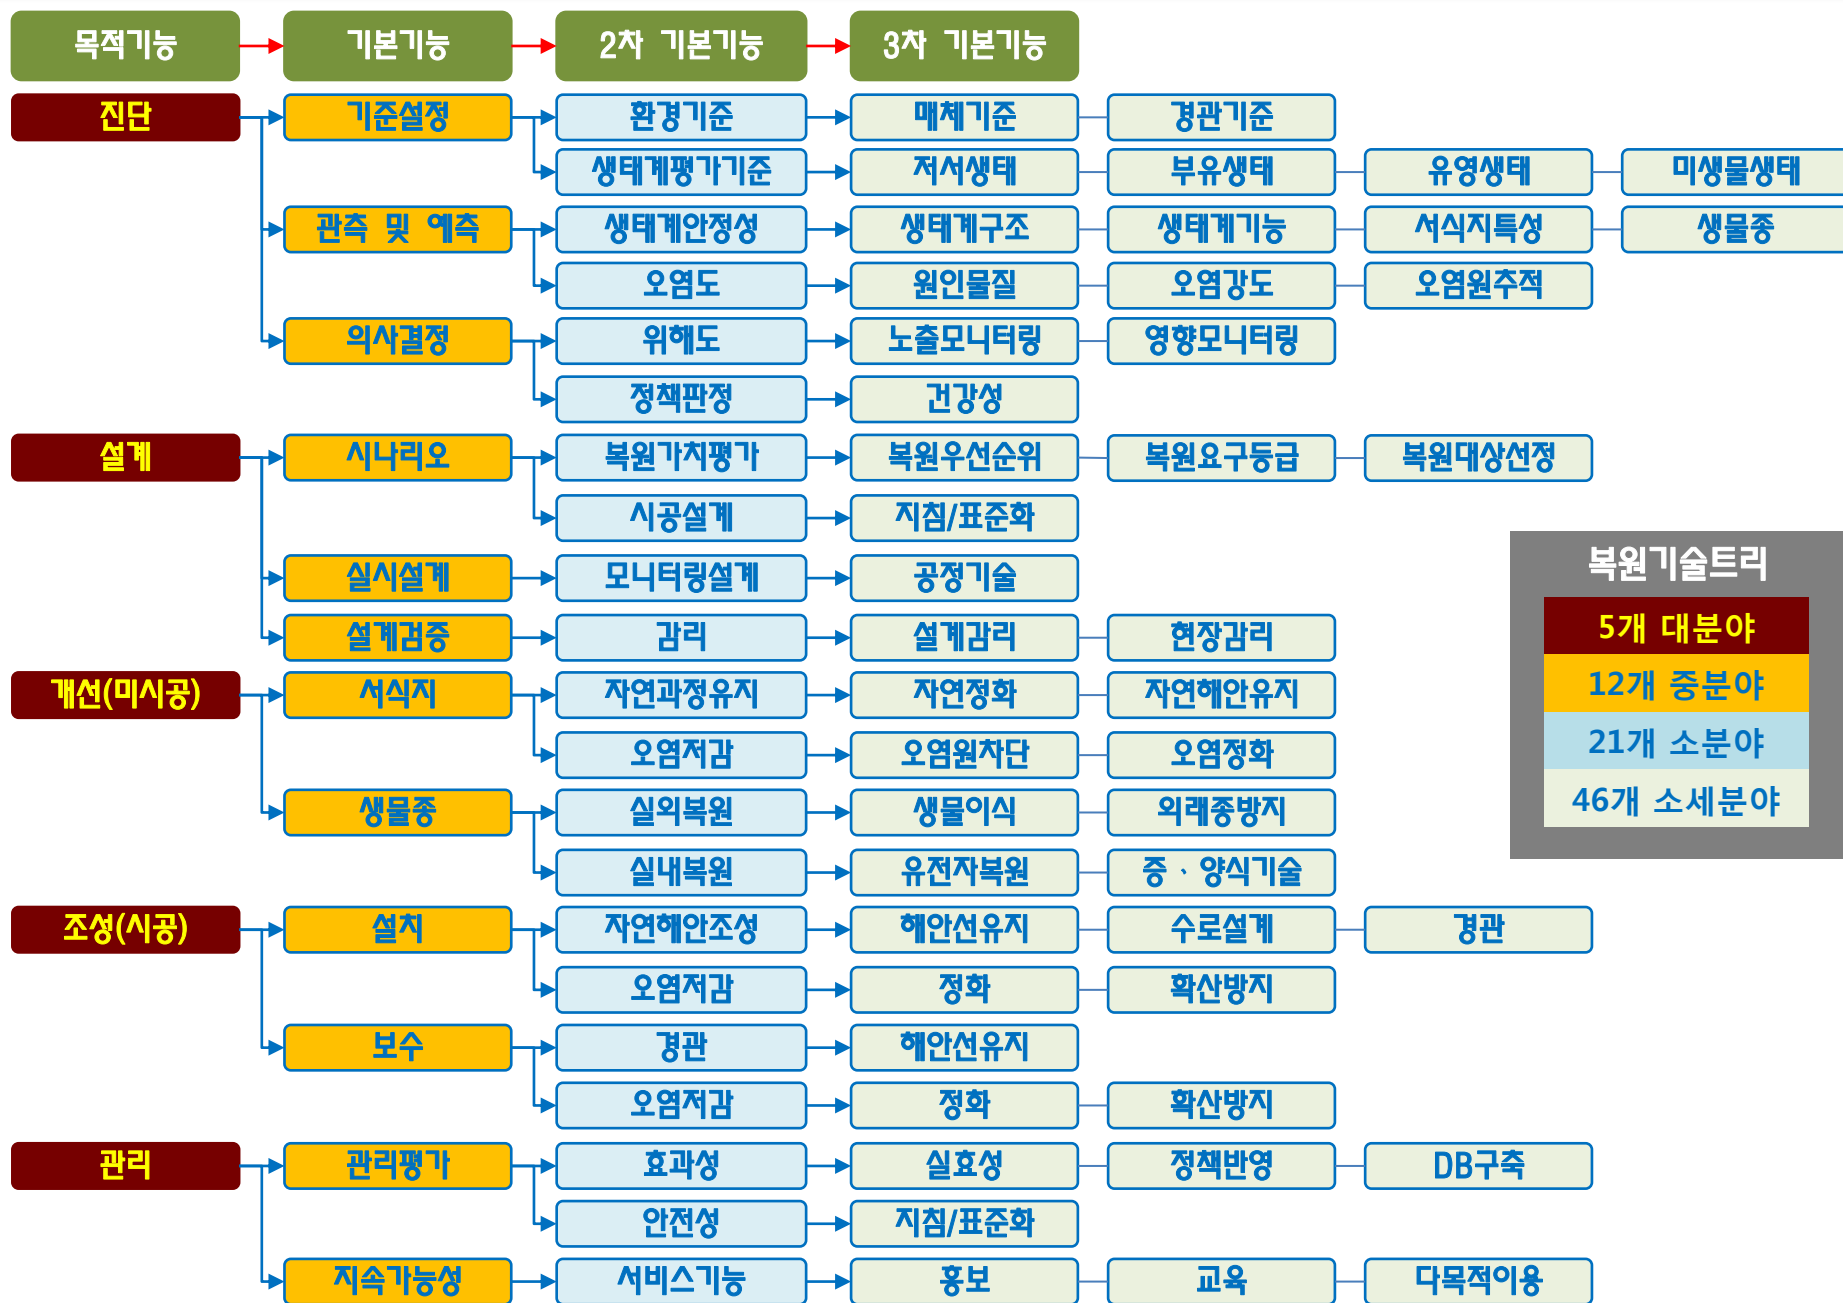 목적기능 기본기능 2차 기본기능 3차 기본기능
진단 기준설정 환경기준 매체기준 경관기준
생태계평가기준 저서생태 부유생태 유영생태 미생물생태
관측 및 예측 생태계안정성 생태계구조 생태계기능 서식지특성 생물종
오염도 원인물질 오염강도 오염원추적
의사결정 위해도 노출모니터링 영향모니터링
정책판정 건강성
설계 시나리오 복원가치평가 복원우선순위 복원요구등급 복원대상선정
시공설계 지침/표준화
실시설계 모니터링설계 공정기술
설계검증 감리 설계감리 현장감리
개선(미시공) 서식지 자연과정유지 자연정화 자연해안유지
오염저감 오염원차단 오염정화
생물종 실외복원 생물이식 외래종방지
실내복원 유전자복원 증ㆍ양식기술
조성(시공) 설치 자연해안조성 해안선유지 수로설계 경관
오염저감 정화 확산방지
보수 경관 해안선유지
오염저감 정화 확산방지
관리 관리평가 효과성 실효성 정책반영 DB구축
안전성 지침/표준화
지속가능성 서비스기능 홍보 교육 다목적이용
복원기술트리
5개 대분야
12개 중분야
21개 소분야
46개 소세분야